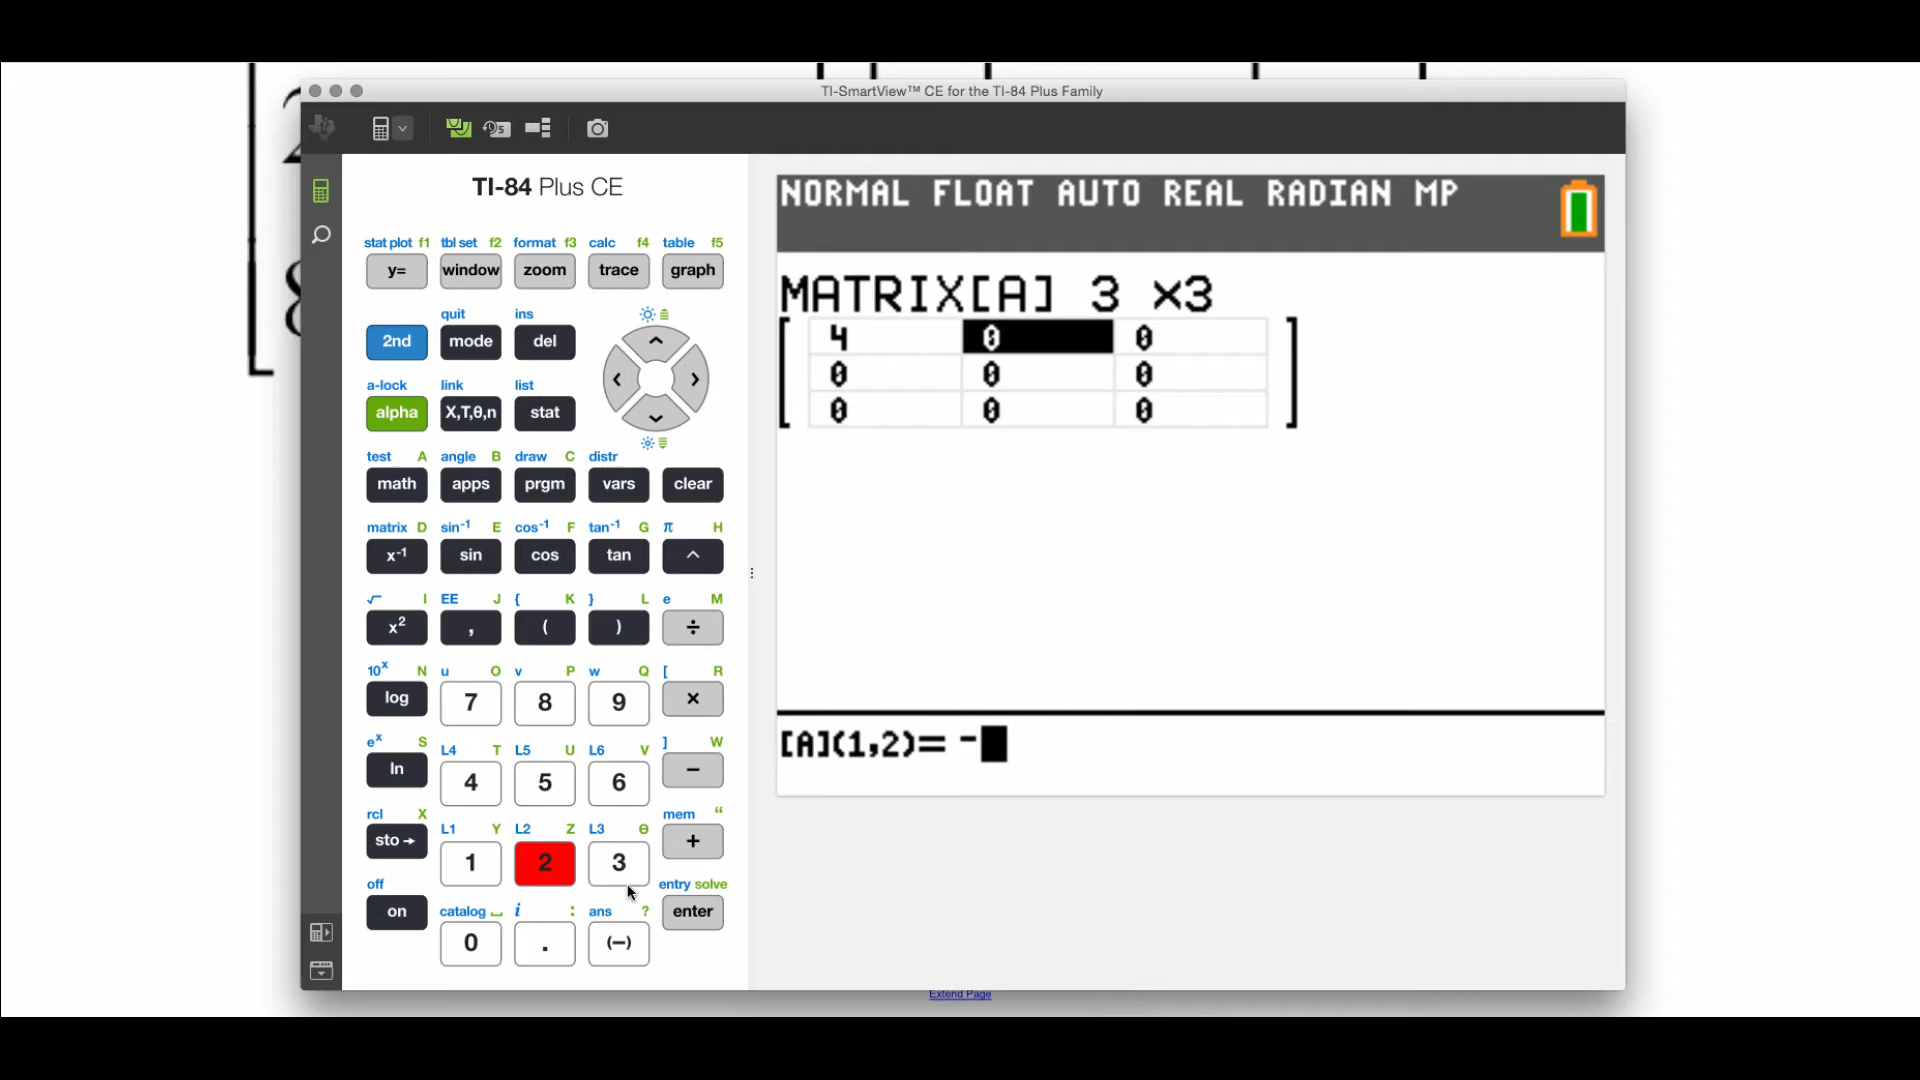 TI-SmartView™ CE for the TI-84 Plus Family
TI-84 Plus CE
stat plot f1 tbl set f2 format f3 calc f4 table f5
y= window zoom trace graph
quit ins
2nd mode del
a-lock link list
alpha X,T,θ,n stat
test A angle B draw C distr
math apps prgm vars clear
matrix D sin-1 E cos-1 F tan-1 G π H
x-1 sin cos tan ^
√ I EE J { K } L e M
x2 , ( ) ÷
10x N u O v P w Q [ R
log 7 8 9 ×
ex S L4 T L5 U L6 V ] W
ln 4 5 6 −
rcl X L1 Y L2 Z L3 θ mem “
sto→ 1 2 3 +
off catalog ⎵ i : ans ? entry solve
on 0 . (−) enter
NORMAL FLOAT AUTO REAL RADIAN MP
MATRIX[A] 3 ×3
[ 4 0 0 ]
0 0 0
0 0 0
[A](1,2)= -
Extend Page